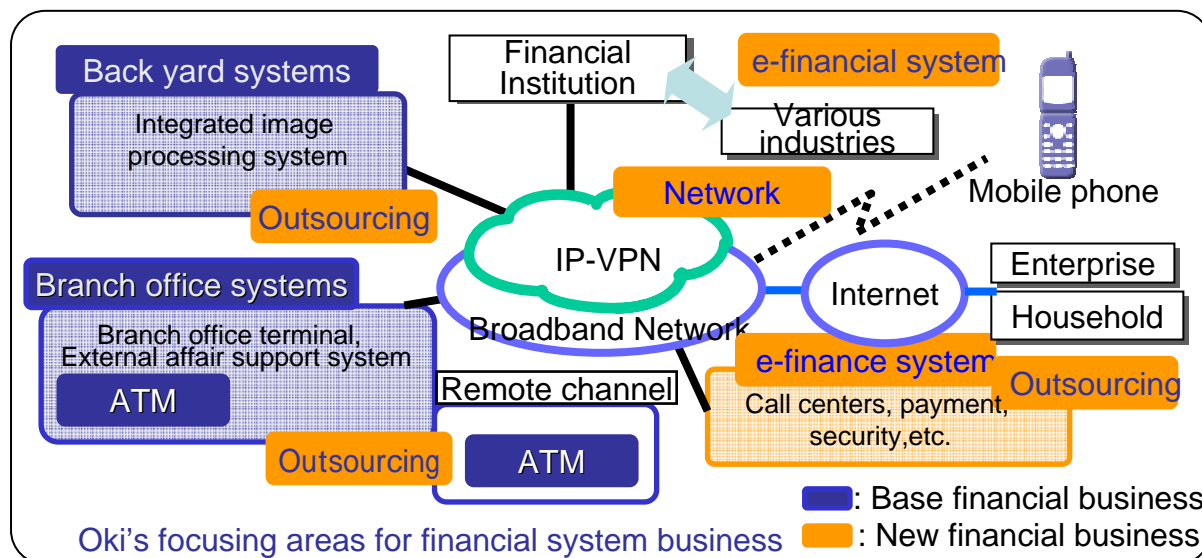 Back yard systems
Integrated image
processing system
Outsourcing
Financial
Institution
e-financial system
Various
industries
Mobile phone
Network
IP-VPN
Broadband Network
Internet
Enterprise
Household
Branch office systems
Branch office terminal,
External affair support system
ATM
Outsourcing
Remote channel
ATM
e-finance system
Outsourcing
Call centers, payment,
security,etc.
: Base financial business
: New financial business
Oki's focusing areas for financial system business